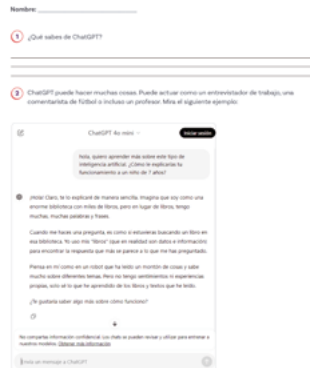 Nombre:
1 ¿Qué sabes de ChatGPT?
2 ChatGPT puede hacer muchas cosas. Puede actuar como un entrevistador de trabajo, una
comentarista de fútbol o incluso un profesor. Mira el siguiente ejemplo:
ChatGPT 4o mini
Iniciar sesión
Hola, quiero aprender más sobre este tipo de
inteligencia artificial. ¿Cómo le explicarías tu
funcionamiento a un niño de 7 años?
¡Hola! Claro, te lo explicaré de manera sencilla. Imagina que soy como una
enorme biblioteca con miles de libros, pero en lugar de libros, tengo
muchas, muchas palabras y frases.
Cuando me haces una pregunta, es como si estuvieras buscando un libro en
esa biblioteca. Yo uso mis "libros" (que en realidad son datos e información)
para encontrar la respuesta que más se parece a lo que me has preguntado.
Piensa en mí como en un robot que ha leído un montón de cosas y sabe
mucho sobre diferentes temas. Pero no tengo sentimientos ni experiencias
propias, solo sé lo que he aprendido de los libros y textos que he leído.
¿Te gustaría saber algo más sobre cómo funciono?
No compartas información confidencial. Los chats se pueden revisar y utilizar para entrenar a
nuestros modelos. Obtener más información
Envía un mensaje a ChatGPT